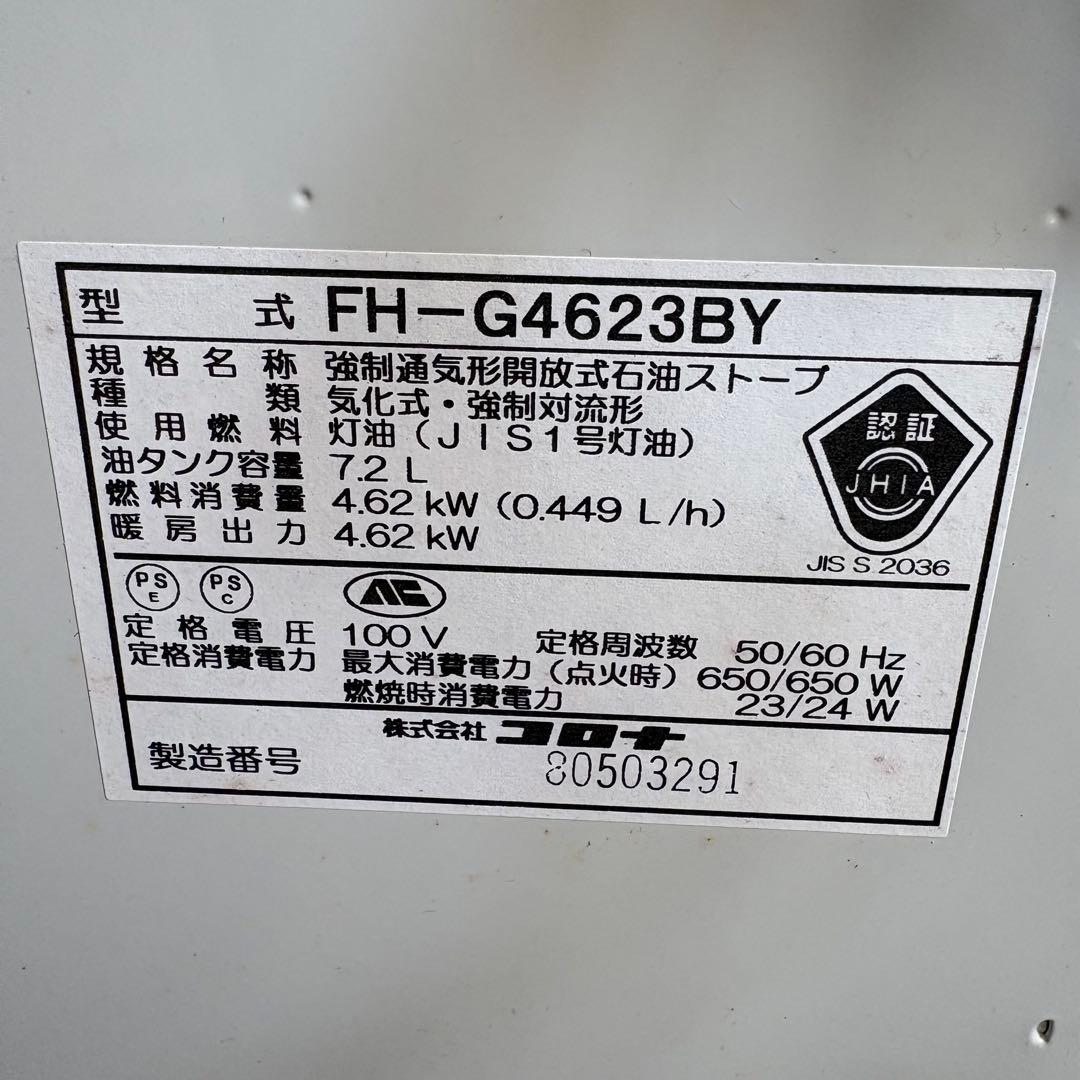 型式 FH-G4623BY
規格名称 強制通気形開放式石油ストーブ
種類 気化式・強制対流形
使用燃料 灯油（JIS1号灯油）
油タンク容量 7.2 L
燃料消費量 4.62 kW (0.449 L/h)
暖房出力 4.62 kW
認証
JHIA
JIS S 2036
PS E PS C
定格電圧 100 V 定格周波数 50/60 Hz
定格消費電力 最大消費電力（点火時）650/650 W
燃焼時消費電力 23/24 W
株式会社 コロナ
製造番号 80503291